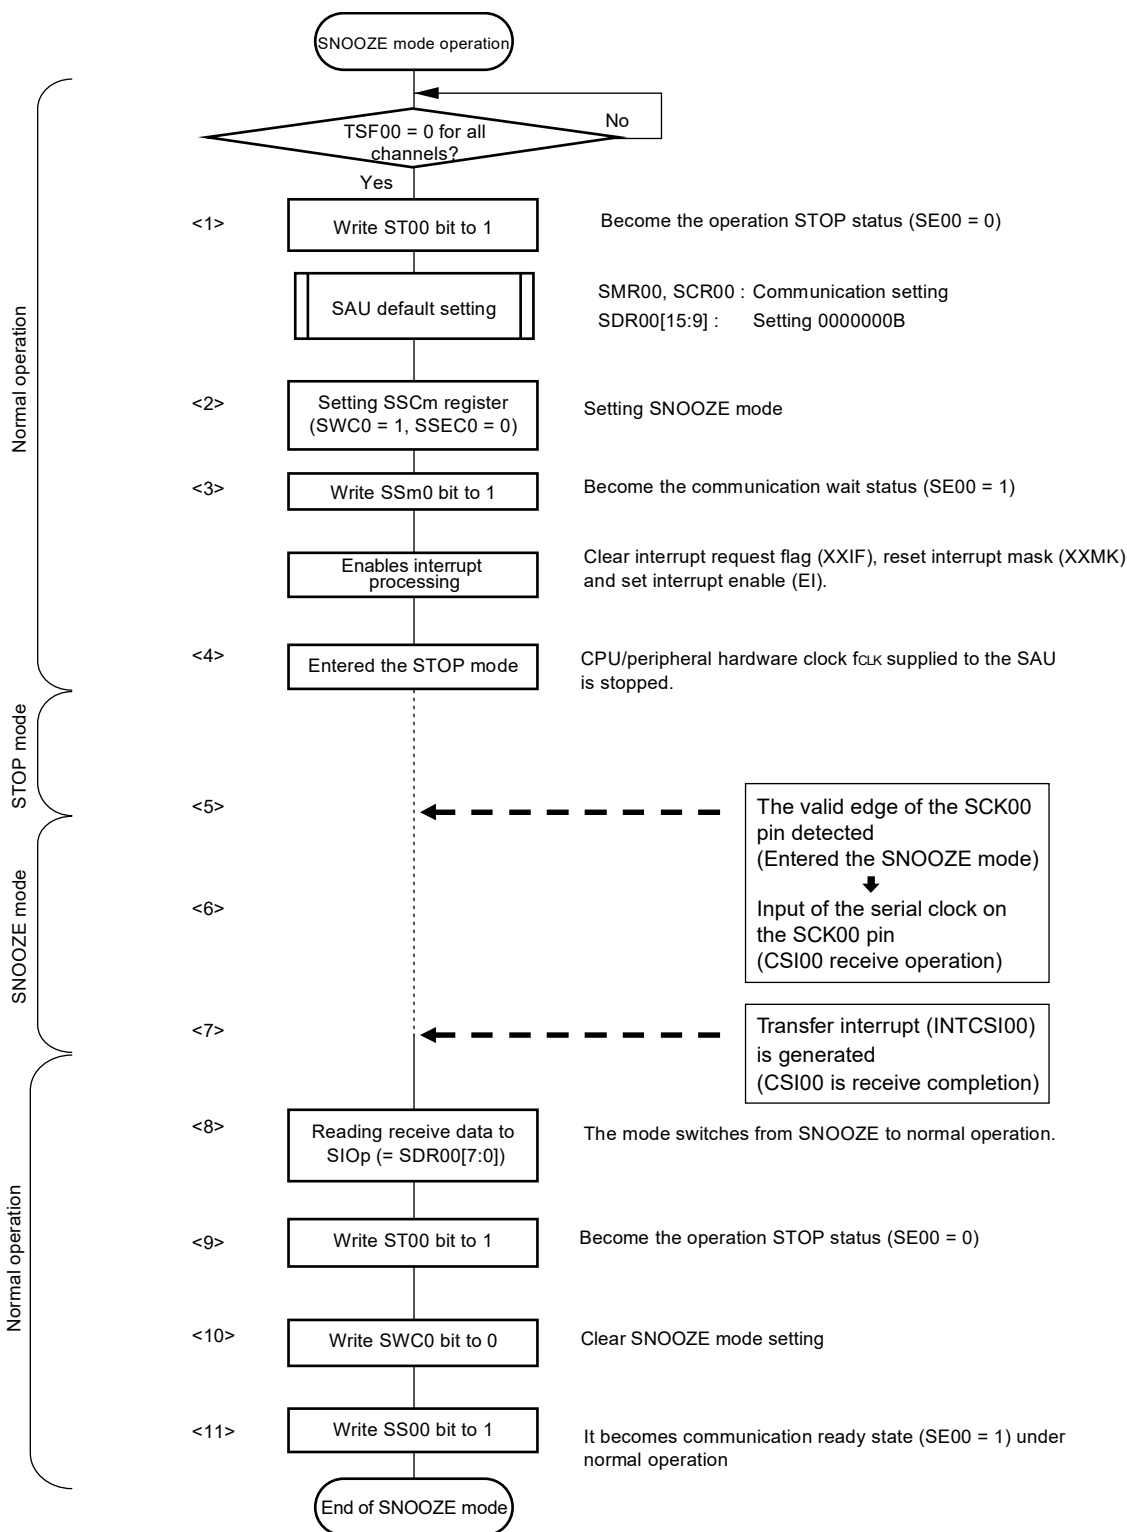 SNOOZE mode operation
No
TSF00 = 0 for all
channels?
Yes
<1>
Write ST00 bit to 1
Become the operation STOP status (SE00 = 0)
SAU default setting
SMR00, SCR00 : Communication setting
SDR00[15:9] : Setting 0000000B
Normal operation
<2>
Setting SSCm register
(SWC0 = 1, SSEC0 = 0)
Setting SNOOZE mode
<3>
Write SSm0 bit to 1
Become the communication wait status (SE00 = 1)
Enables interrupt
processing
Clear interrupt request flag (XXIF), reset interrupt mask (XXMK)
and set interrupt enable (EI).
<4>
Entered the STOP mode
CPU/peripheral hardware clock fCLK supplied to the SAU
is stopped.
STOP mode
<5>
The valid edge of the SCK00
pin detected
(Entered the SNOOZE mode)
SNOOZE mode
<6>
Input of the serial clock on
the SCK00 pin
(CSI00 receive operation)
<7>
Transfer interrupt (INTCSI00)
is generated
(CSI00 is receive completion)
<8>
Reading receive data to
SIOp (= SDR00[7:0])
The mode switches from SNOOZE to normal operation.
Normal operation
<9>
Write ST00 bit to 1
Become the operation STOP status (SE00 = 0)
<10>
Write SWC0 bit to 0
Clear SNOOZE mode setting
<11>
Write SS00 bit to 1
It becomes communication ready state (SE00 = 1) under
normal operation
End of SNOOZE mode